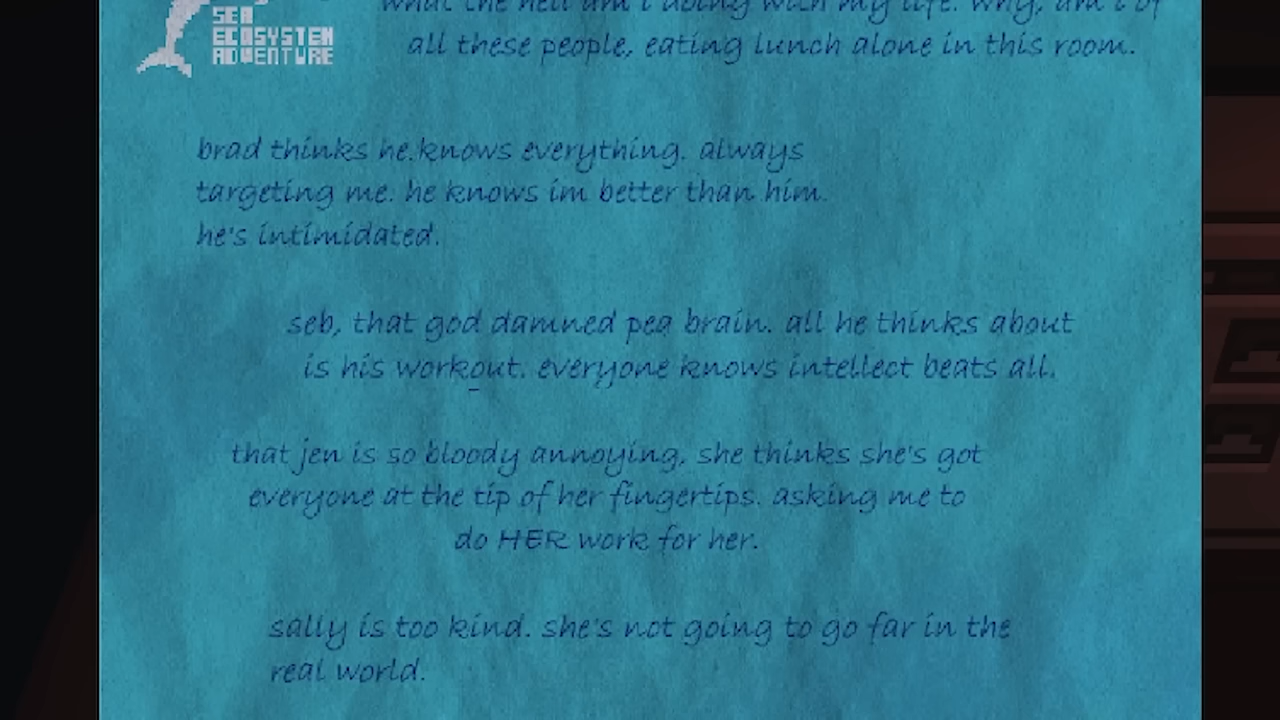 SEA
ECOSYSTEM
ADVENTURE
what the hell am i doing with my life. why, am i of
all these people, eating lunch alone in this room.
brad thinks he.knows everything. always
targeting me. he knows im better than him.
he's intimidated.
seb, that god damned pea brain. all he thinks about
is his workout. everyone knows intellect beats all.
that jen is so bloody annoying, she thinks she's got
everyone at the tip of her fingertips. asking me to
do HER work for her.
sally is too kind. she's not going to go far in the
real world.